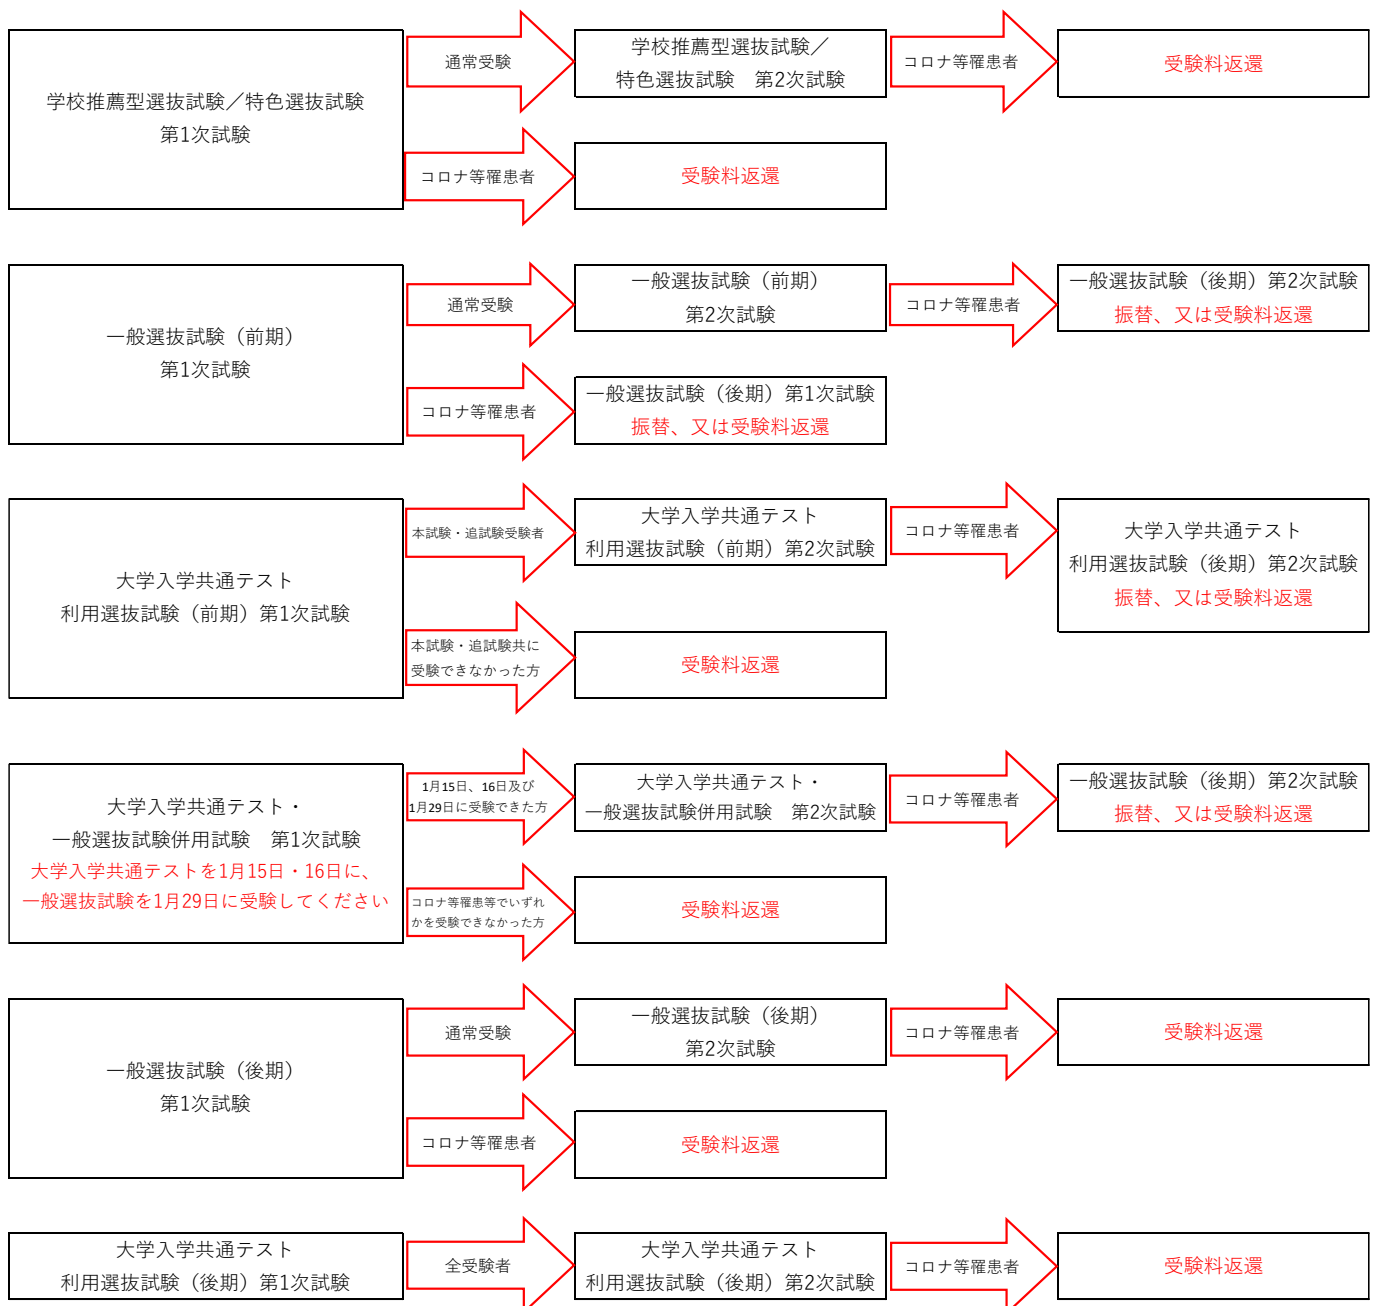 学校推薦型選抜試験／特色選抜試験
第1次試験
通常受験
学校推薦型選抜試験／
特色選抜試験　第2次試験
コロナ等罹患者
受験料返還
コロナ等罹患者
受験料返還
一般選抜試験（前期）
第1次試験
通常受験
一般選抜試験（前期）
第2次試験
コロナ等罹患者
一般選抜試験（後期）第2次試験
振替、又は受験料返還
コロナ等罹患者
一般選抜試験（後期）第1次試験
振替、又は受験料返還
大学入学共通テスト
利用選抜試験（前期）第1次試験
本試験・追試験受験者
大学入学共通テスト
利用選抜試験（前期）第2次試験
コロナ等罹患者
大学入学共通テスト
利用選抜試験（後期）第2次試験
振替、又は受験料返還
本試験・追試験共に
受験できなかった方
受験料返還
大学入学共通テスト・
一般選抜試験併用試験　第1次試験
大学入学共通テストを1月15日・16日に、
一般選抜試験を1月29日に受験してください
1月15日、16日及び
1月29日に受験できた方
大学入学共通テスト・
一般選抜試験併用試験　第2次試験
コロナ等罹患者
一般選抜試験（後期）第2次試験
振替、又は受験料返還
コロナ等罹患等でいずれ
かを受験できなかった方
受験料返還
一般選抜試験（後期）
第1次試験
通常受験
一般選抜試験（後期）
第2次試験
コロナ等罹患者
受験料返還
コロナ等罹患者
受験料返還
大学入学共通テスト
利用選抜試験（後期）第1次試験
全受験者
大学入学共通テスト
利用選抜試験（後期）第2次試験
コロナ等罹患者
受験料返還